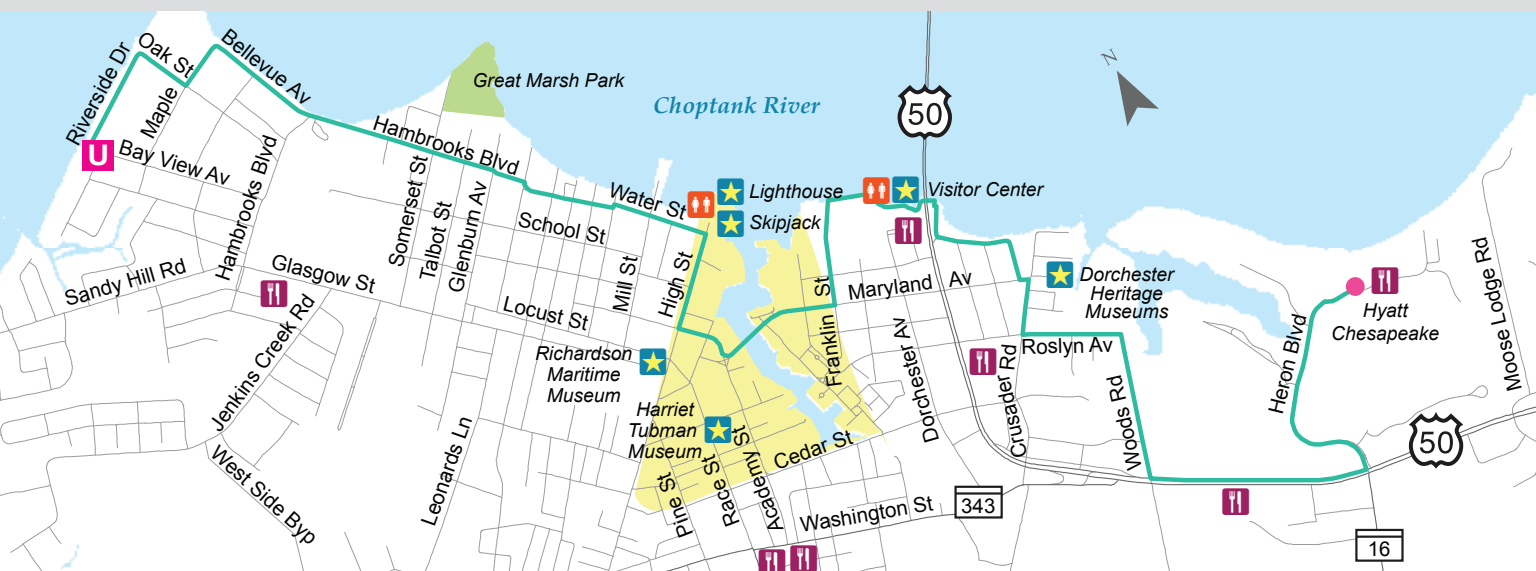 Riverside Dr
Oak St
Bellevue Av
Maple
U
Bay View Av
Hambrooks Blvd
Great Marsh Park
Choptank River
N
50
Hambrooks Blvd
Somerset St
Talbot St
Glenburn Av
Water St
Lighthouse
Skipjack
Visitor Center
School St
Mill St
High St
Sandy Hill Rd
Glasgow St
Locust St
Jenkins Creek Rd
Franklin St
Maryland Av
Dorchester
Heritage
Museums
Hyatt
Chesapeake
Moose Lodge Rd
Richardson
Maritime
Museum
Harriet
Tubman
Museum
Dorchester Av
Crusader Rd
Roslyn Av
Woods Rd
Heron Blvd
50
West Side Byp
Leonards Ln
Pine St
Race St
Academy St
Cedar St
Washington St
343
16